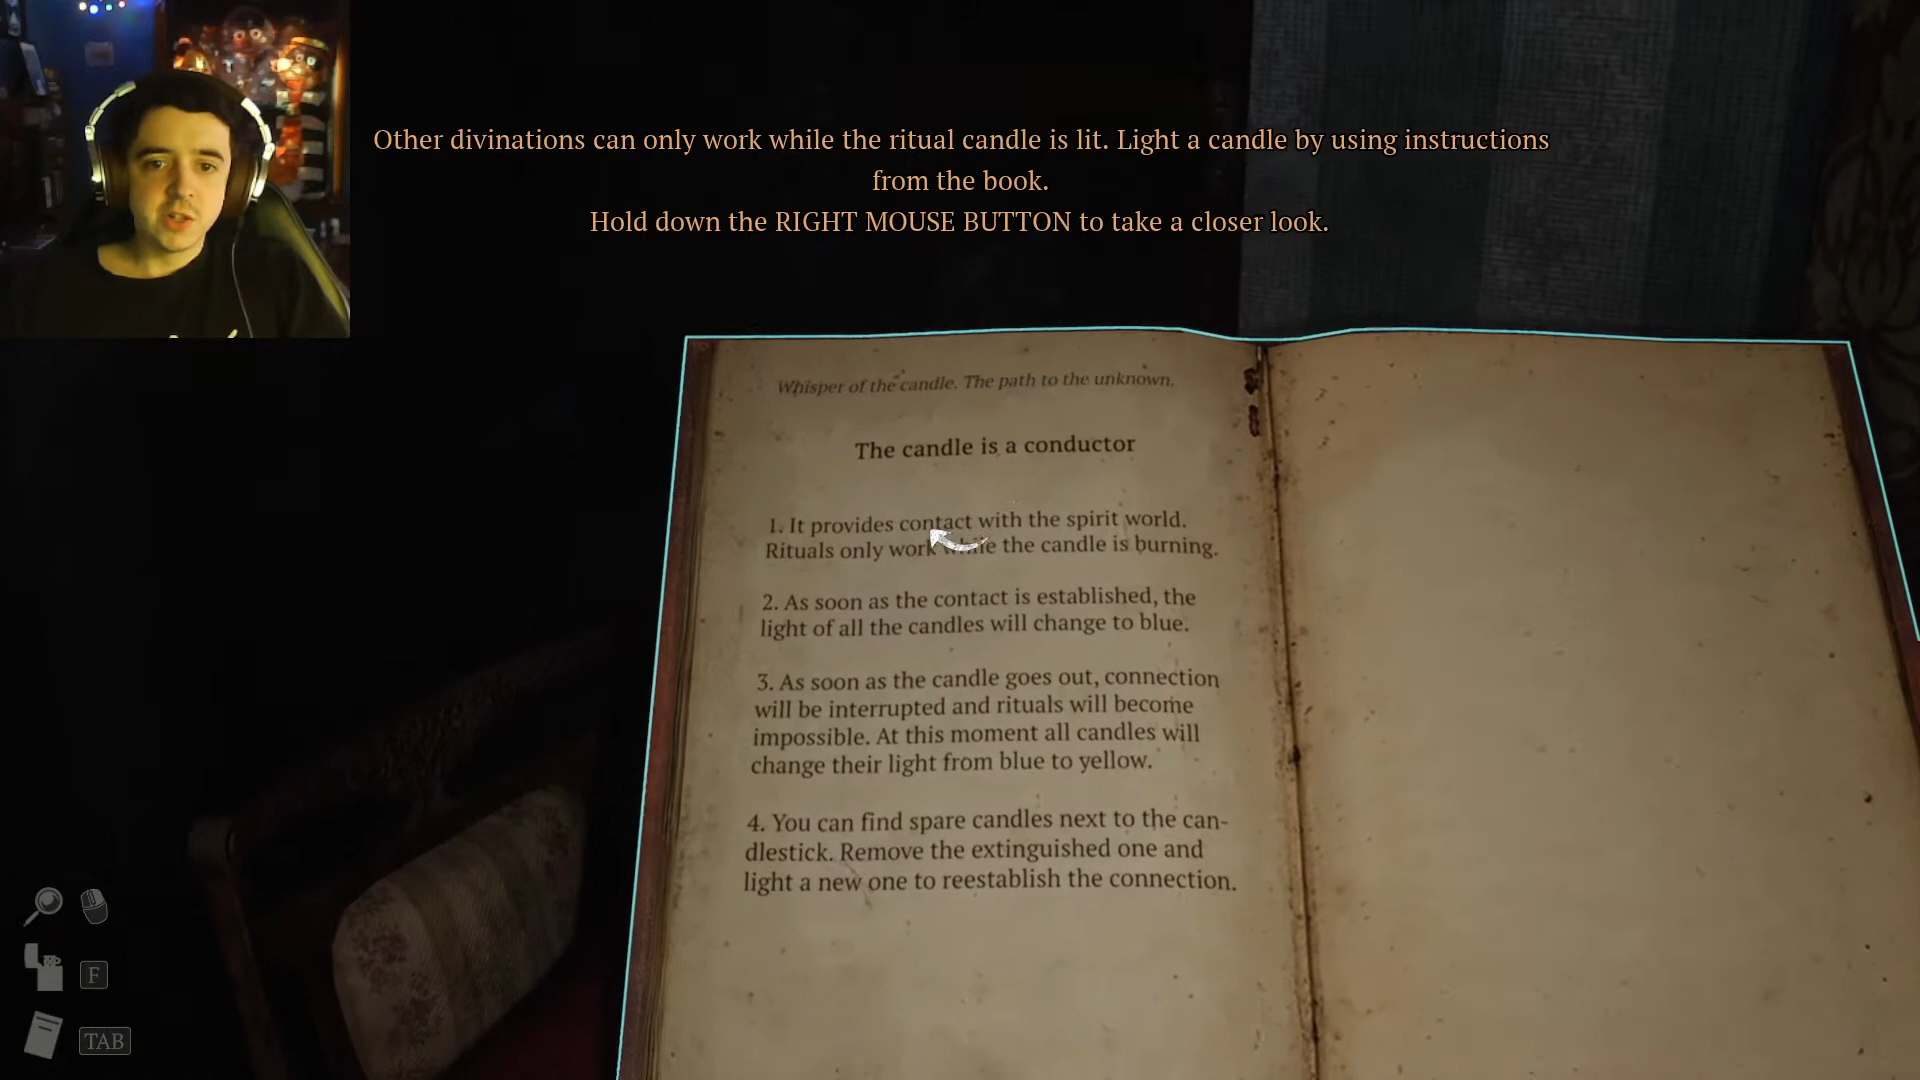 Other divinations can only work while the ritual candle is lit. Light a candle by using instructions
from the book.
Hold down the RIGHT MOUSE BUTTON to take a closer look.
Whisper of the candle. The path to the unknown.
The candle is a conductor
1. It provides contact with the spirit world.
Rituals only work while the candle is burning.
2. As soon as the contact is established, the
light of all the candles will change to blue.
3. As soon as the candle goes out, connection
will be interrupted and rituals will become
impossible. At this moment all candles will
change their light from blue to yellow.
4. You can find spare candles next to the can-
dlestick. Remove the extinguished one and
light a new one to reestablish the connection.
F
TAB